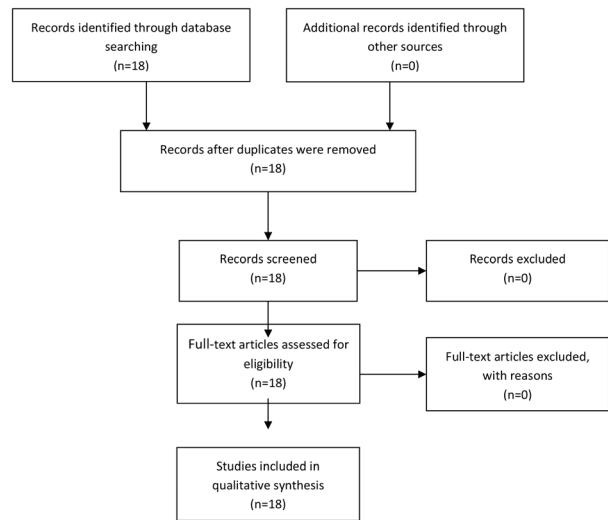 Records identified through database
searching
(n=18)
Additional records identified through
other sources
(n=0)
Records after duplicates were removed
(n=18)
Records screened
(n=18)
Records excluded
(n=0)
Full-text articles assessed for
eligibility
(n=18)
Full-text articles excluded,
with reasons
(n=0)
Studies included in
qualitative synthesis
(n=18)